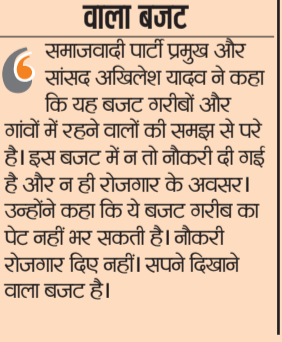 वाला बजट
समाजवादी पार्टी प्रमुख और
सांसद अखिलेश यादव ने कहा
कि यह बजट गरीबों और
गांवों में रहने वालों की समझ से परे
है। इस बजट में न तो नौकरी दी गई
है और न ही रोजगार के अवसर।
उन्होंने कहा कि ये बजट गरीब का
पेट नहीं भर सकती है। नौकरी
रोजगार दिए नहीं। सपने दिखाने
वाला बजट है।